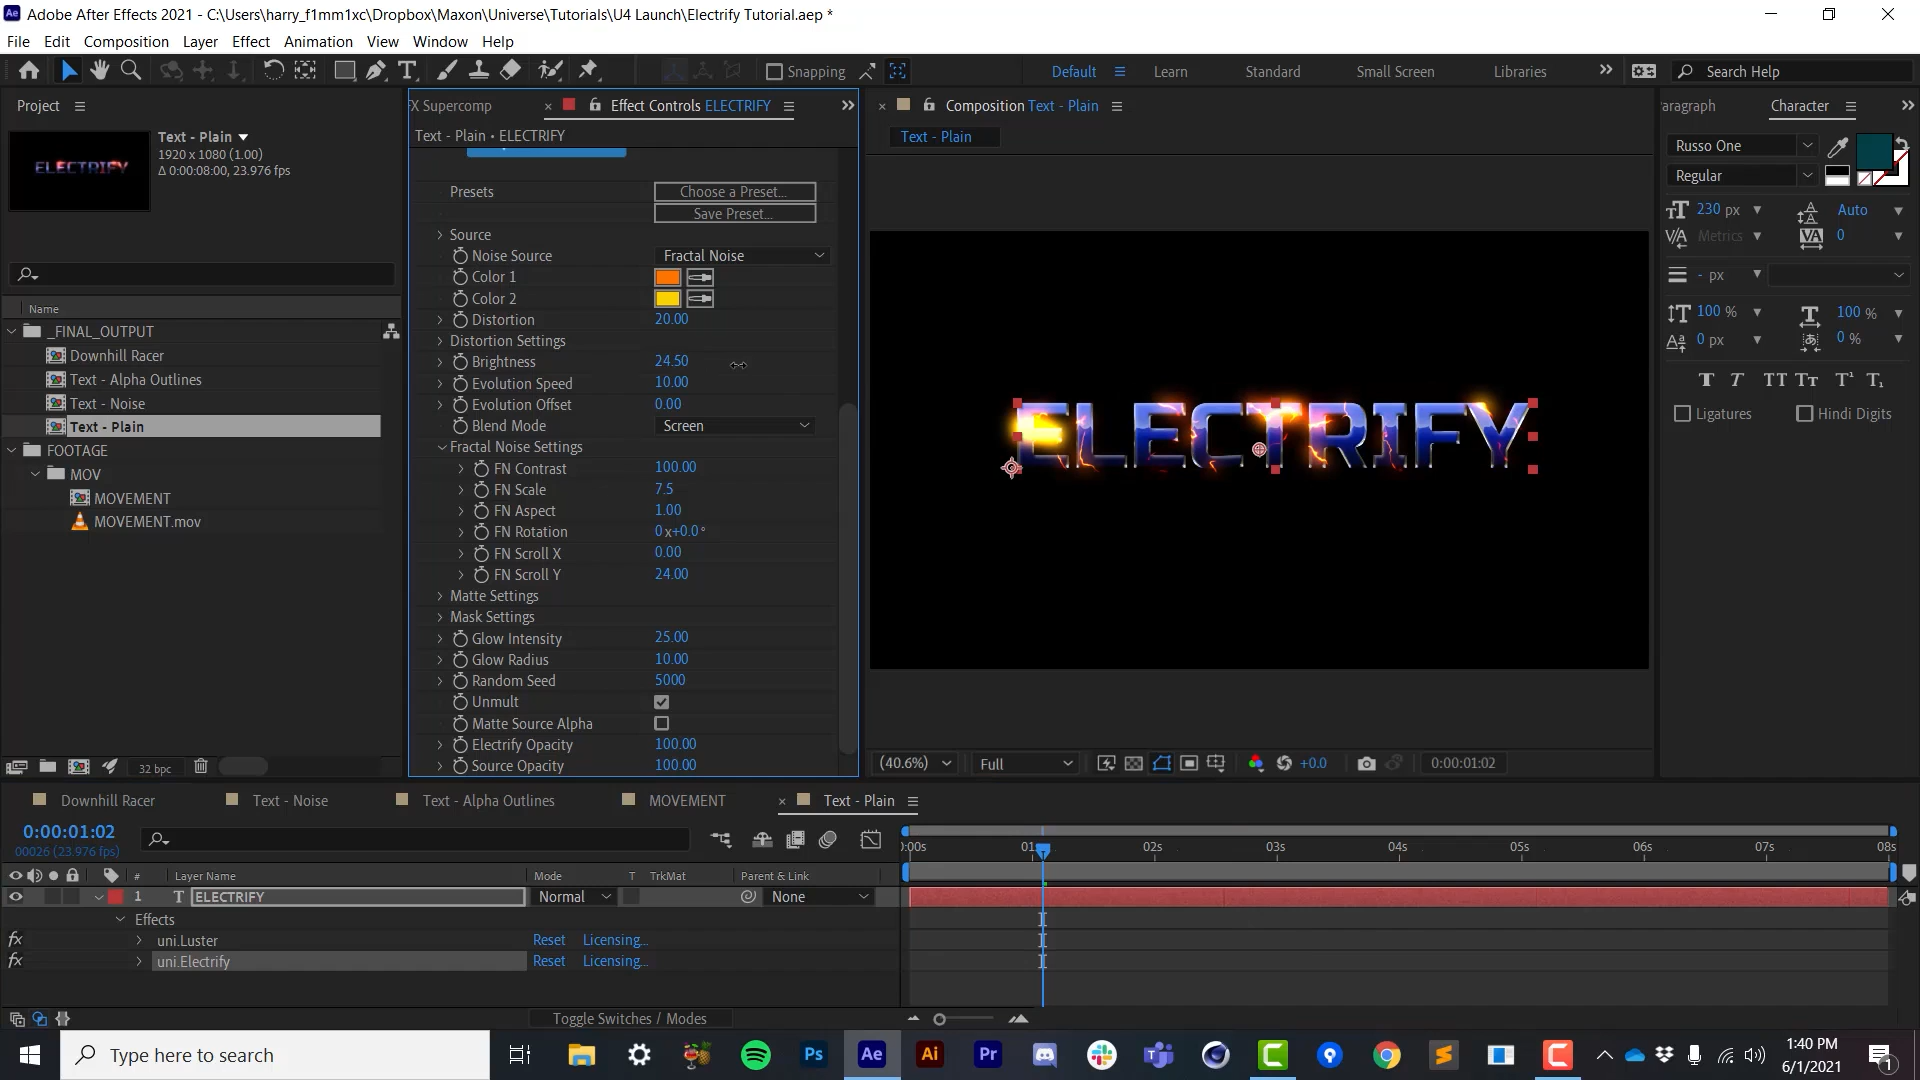 Adobe After Effects 2021 - C:\Users\harry_f1mm1xc\Dropbox\Maxon\Universe\Tutorials\U4 Launch\Electrify Tutorial.aep *
File Edit Composition Layer Effect Animation View Window Help
Snapping
Default Learn Standard Small Screen Libraries Search Help
Project
Text - Plain
1920 x 1080 (1.00)
Δ 0:00:08:00, 23.976 fps
Name
_FINAL_OUTPUT
Downhill Racer
Text - Alpha Outlines
Text - Noise
Text - Plain
FOOTAGE
MOV
MOVEMENT
MOVEMENT.mov
32 bpc
X Supercomp
Effect Controls ELECTRIFY
Text - Plain • ELECTRIFY
Presets Choose a Preset...
Save Preset...
Source
Noise Source Fractal Noise
Color 1
Color 2
Distortion 20.00
Distortion Settings
Brightness 24.50
Evolution Speed 10.00
Evolution Offset 0.00
Blend Mode Screen
Fractal Noise Settings
FN Contrast 100.00
FN Scale 7.5
FN Aspect 1.00
FN Rotation 0x+0.0°
FN Scroll X 0.00
FN Scroll Y 24.00
Matte Settings
Mask Settings
Glow Intensity 25.00
Glow Radius 10.00
Random Seed 5000
Unmult
Matte Source Alpha
Electrify Opacity 100.00
Source Opacity 100.00
Composition Text - Plain
Text - Plain
ELECTRIFY
(40.6%) Full +0.0 0:00:01:02
Paragraph Character
Russo One
Regular
230 px Auto
Metrics 0
- px
100 % 100 %
0 px 0 %
Ligatures Hindi Digits
Downhill Racer Text - Noise Text - Alpha Outlines MOVEMENT Text - Plain
0:00:01:02
00026 (23.976 fps)
:00s 01 02s 03s 04s 05s 06s 07s 08s
# Layer Name Mode T TrkMat Parent & Link
1 T ELECTRIFY Normal None
Effects
fx uni.Luster Reset Licensing...
fx uni.Electrify Reset Licensing...
Toggle Switches / Modes
Type here to search
Ps Ae Ai Pr
1:40 PM
6/1/2021
1